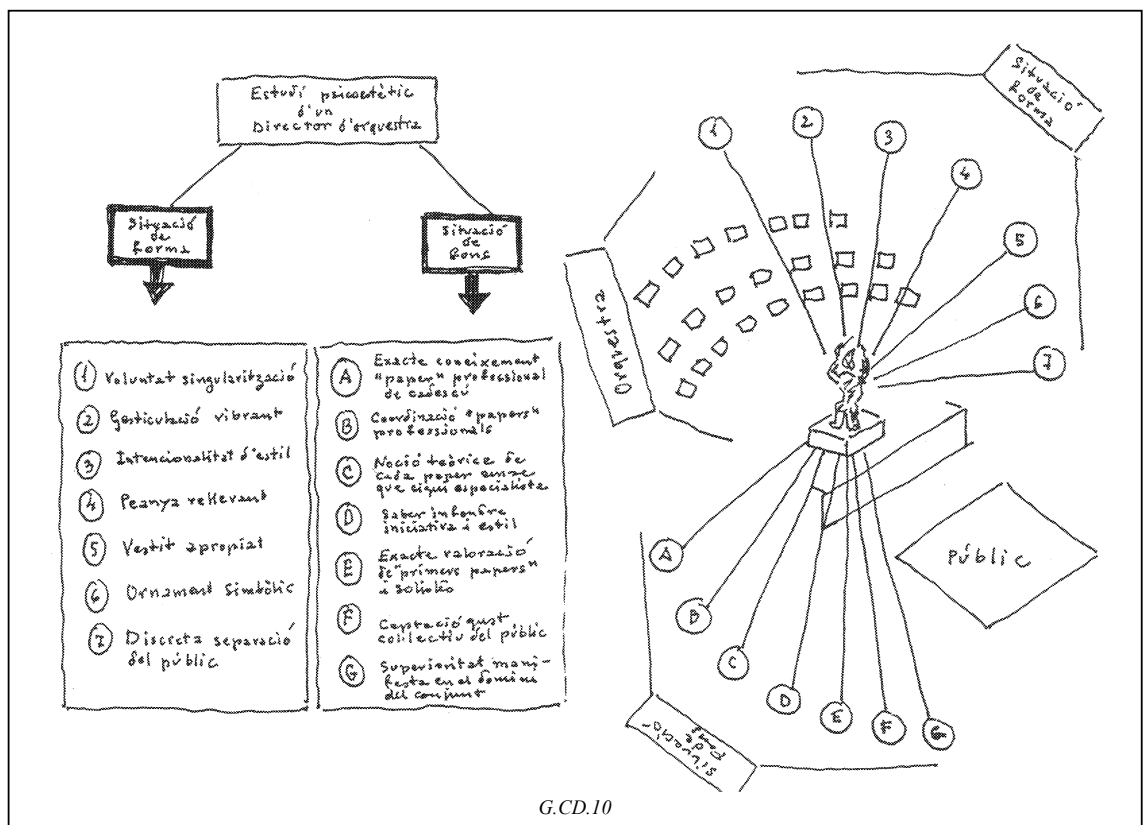 Estudi psicoestètic
d'un
Director d'orquestra
Situació
de
forma
Situació
de
fons
1 Voluntat singularització
2 Gesticulació vibrant
3 Intencionalitat d'estil
4 Peanya rellevant
5 Vestit apropiat
6 Ornament simbòlic
7 Discreta separació
del públic
A Exacte coneixement
"paper" professional
de cadascú
B Coordinació "papers"
professionals
C Noció teòrica de
cada paper
que sigui especialista
D Saber infondre
iniciativa i estil
E Exacte valoració
de "primers papers"
i solistes
F Captació gust
col·lectiu del públic
G Superioritat mani-
festa en el domini
del conjunt
Situació
de
forma
1
2
3
4
5
6
7
Orquestra
Públic
A
B
C
D
E
F
G
Situació
de
fons
G.CD.10